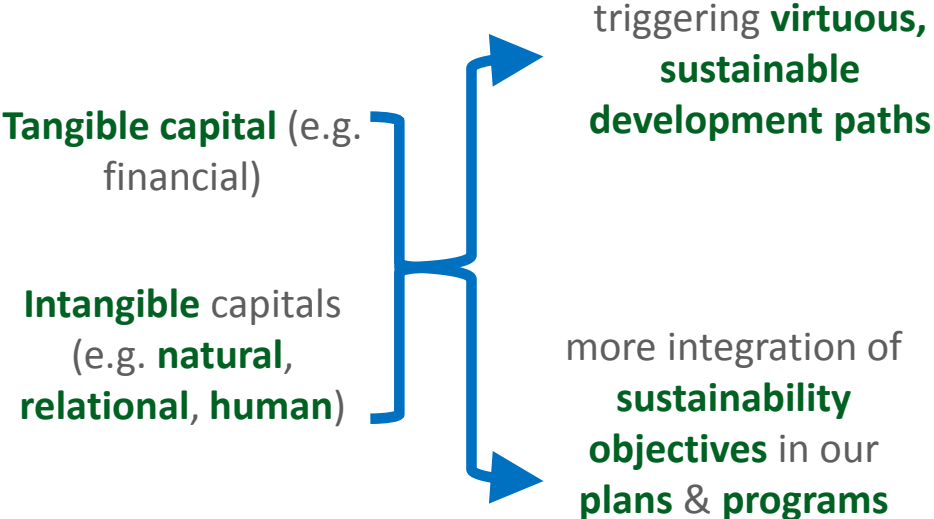 Tangible capital (e.g.
financial)
Intangible capitals
(e.g. natural,
relational, human)
triggering virtuous,
sustainable
development paths
more integration of
sustainability
objectives in our
plans & programs